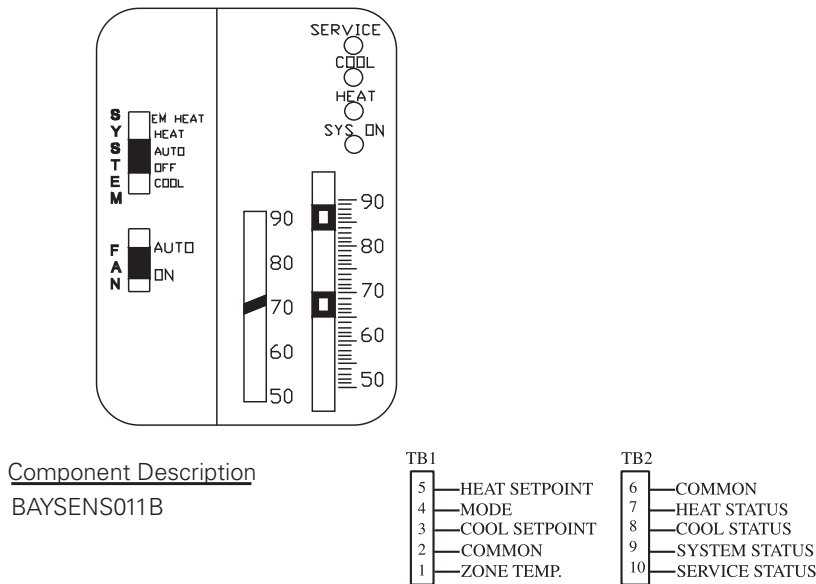 SERVICE
COOL
HEAT
SYS ON
SYSTEM
EM HEAT
HEAT
AUTO
OFF
COOL
FAN
AUTO
ON
90
80
70
60
50
90
80
70
60
50
Component Description
BAYSENS011B
TB1
5 HEAT SETPOINT
4 MODE
3 COOL SETPOINT
2 COMMON
1 ZONE TEMP.
TB2
6 COMMON
7 HEAT STATUS
8 COOL STATUS
9 SYSTEM STATUS
10 SERVICE STATUS